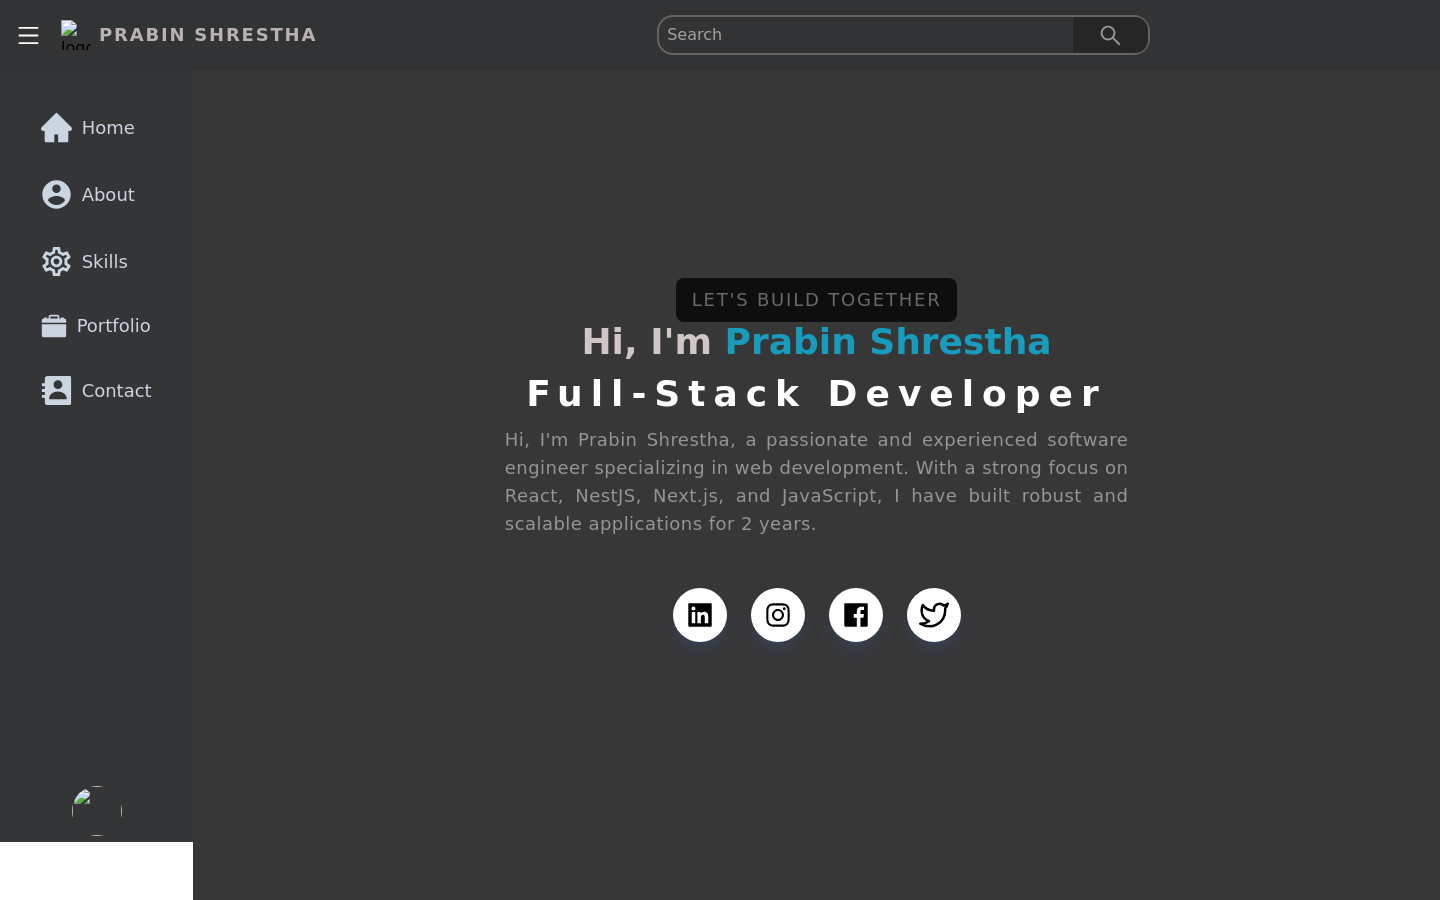 logo
PRABIN SHRESTHA
Search
Home
About
Skills
Portfolio
Contact
LET'S BUILD TOGETHER
Hi, I'm Prabin Shrestha
Full-Stack Developer
Hi, I'm Prabin Shrestha, a passionate and experienced software
engineer specializing in web development. With a strong focus on
React, NestJS, Next.js, and JavaScript, I have built robust and
scalable applications for 2 years.